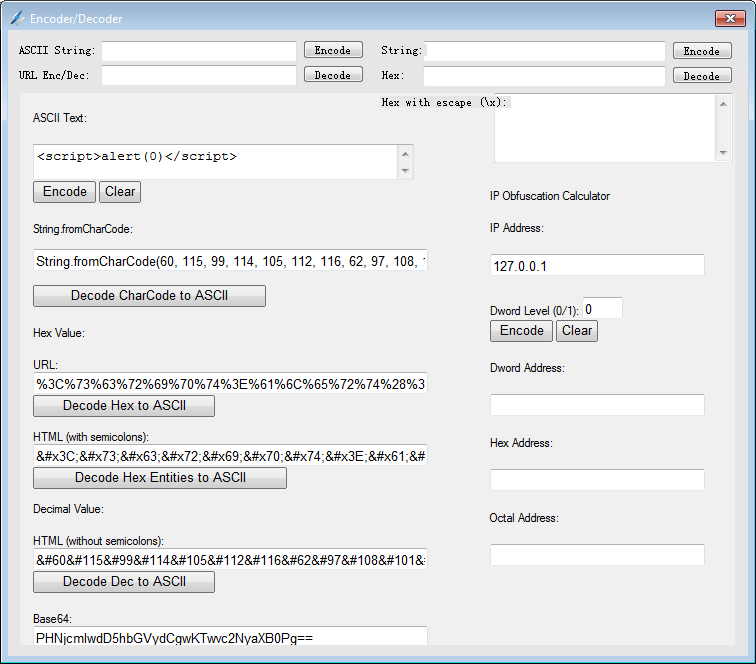 Encoder/Decoder
ASCII String: Encode String: Encode
URL Enc/Dec: Decode Hex: Decode
Hex with escape (\x):
ASCII Text:
<script>alert(0)</script>
Encode Clear
IP Obfuscation Calculator
String.fromCharCode:
IP Address:
String.fromCharCode(60, 115, 99, 114, 105, 112, 116, 62, 97, 108, 1
127.0.0.1
Decode CharCode to ASCII
Dword Level (0/1): 0
Hex Value:
Encode Clear
URL:
Dword Address:
%3C%73%63%72%69%70%74%3E%61%6C%65%72%74%28%3
Decode Hex to ASCII
HTML (with semicolons):
Hex Address:
&#x3C;&#x73;&#x63;&#x72;&#x69;&#x70;&#x74;&#x3E;&#x61;&#
Decode Hex Entities to ASCII
Decimal Value:
Octal Address:
HTML (without semicolons):
&#60&#115&#99&#114&#105&#112&#116&#62&#97&#108&#101&
Decode Dec to ASCII
Base64:
PHNjcmlwdD5hbGVydCgwKTwvc2NyaXB0Pg==